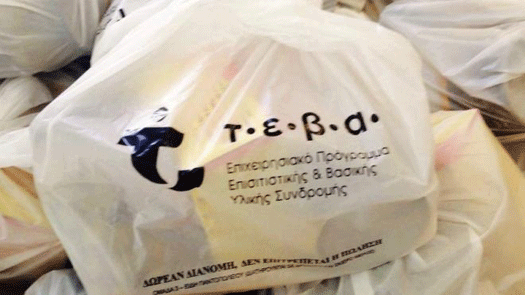 τ·ε·β·α·
Επιχειρησιακό Πρόγραμμα
Επισιτιστικής & Βασικής
Υλικής Συνδρομής
ΔΩΡΕΑΝ ΔΙΑΝΟΜΗ, ΔΕΝ ΕΠΙΤΡΕΠΕΤΑΙ Η ΠΩΛΗΣΗ